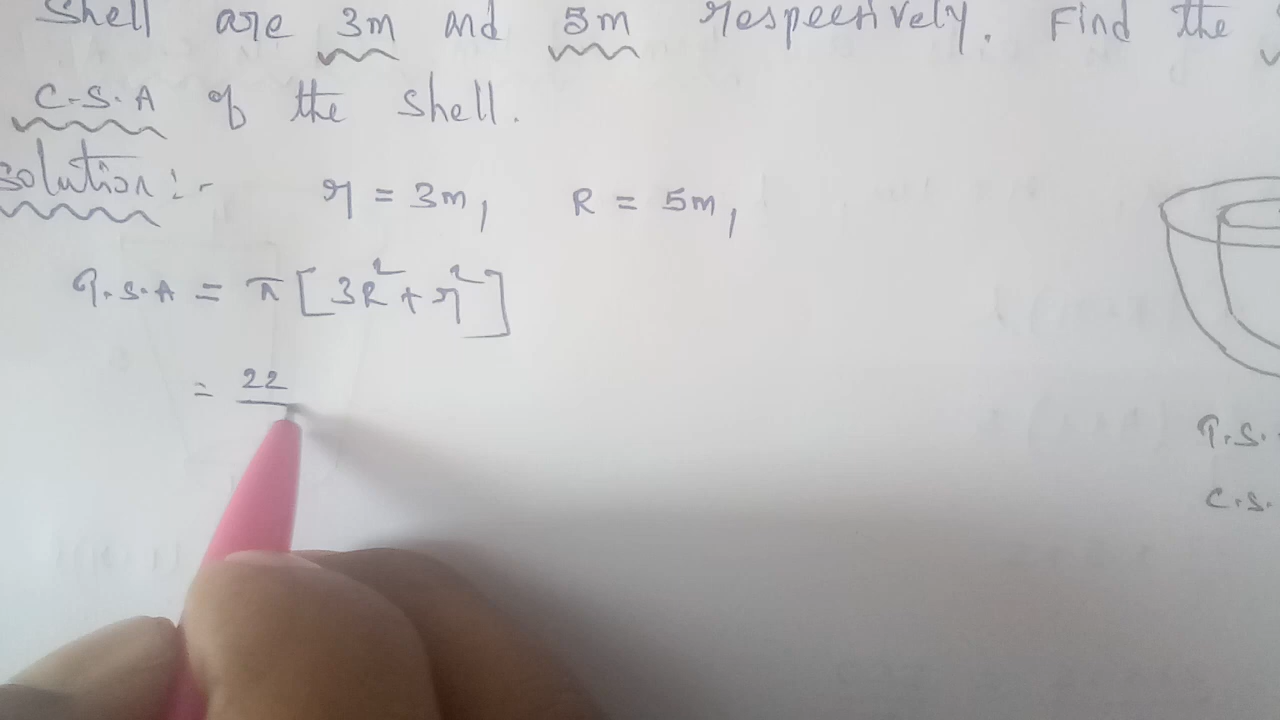 Shell are 3m and 5m respectively. Find the
C.S.A of the shell.
Solution:-
r = 3m, R = 5m,
T.S.A = π[3R²+r²]
= 22
T.S.
C.S.